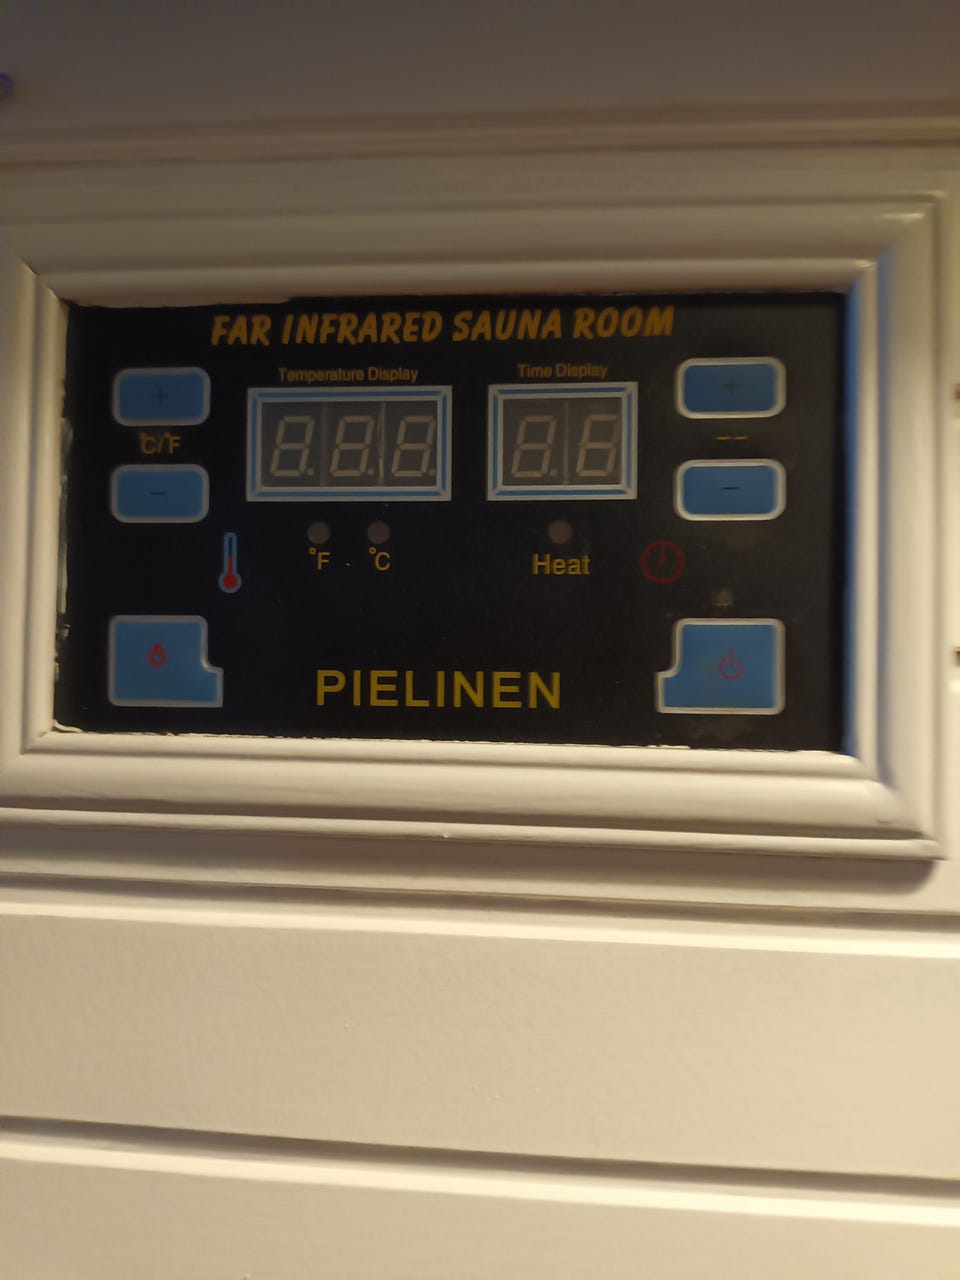 FAR INFRARED SAUNA ROOM
Temperature Display
Time Display
+
+
°C/°F
--
-
-
°F
°C
Heat
PIELINEN